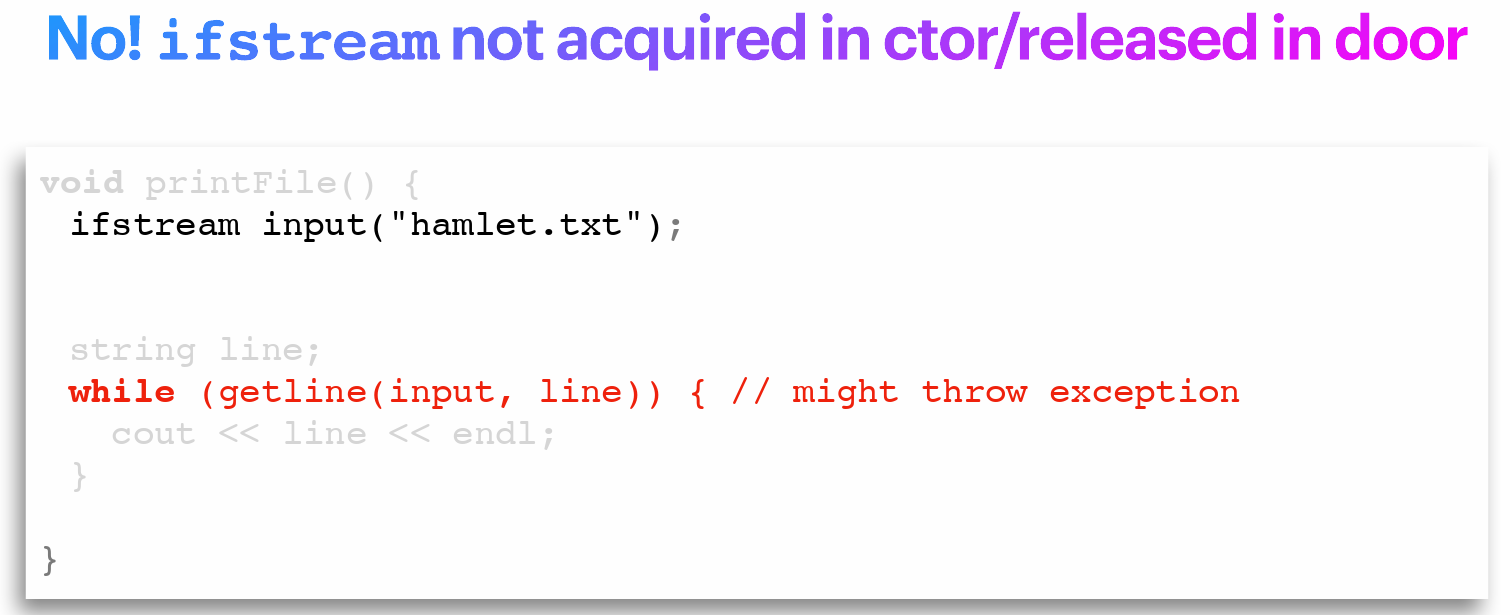 No! ifstream not acquired in ctor/released in door
void printFile() {
ifstream input("hamlet.txt");
string line;
while (getline(input, line)) { // might throw exception
cout << line << endl;
}
}